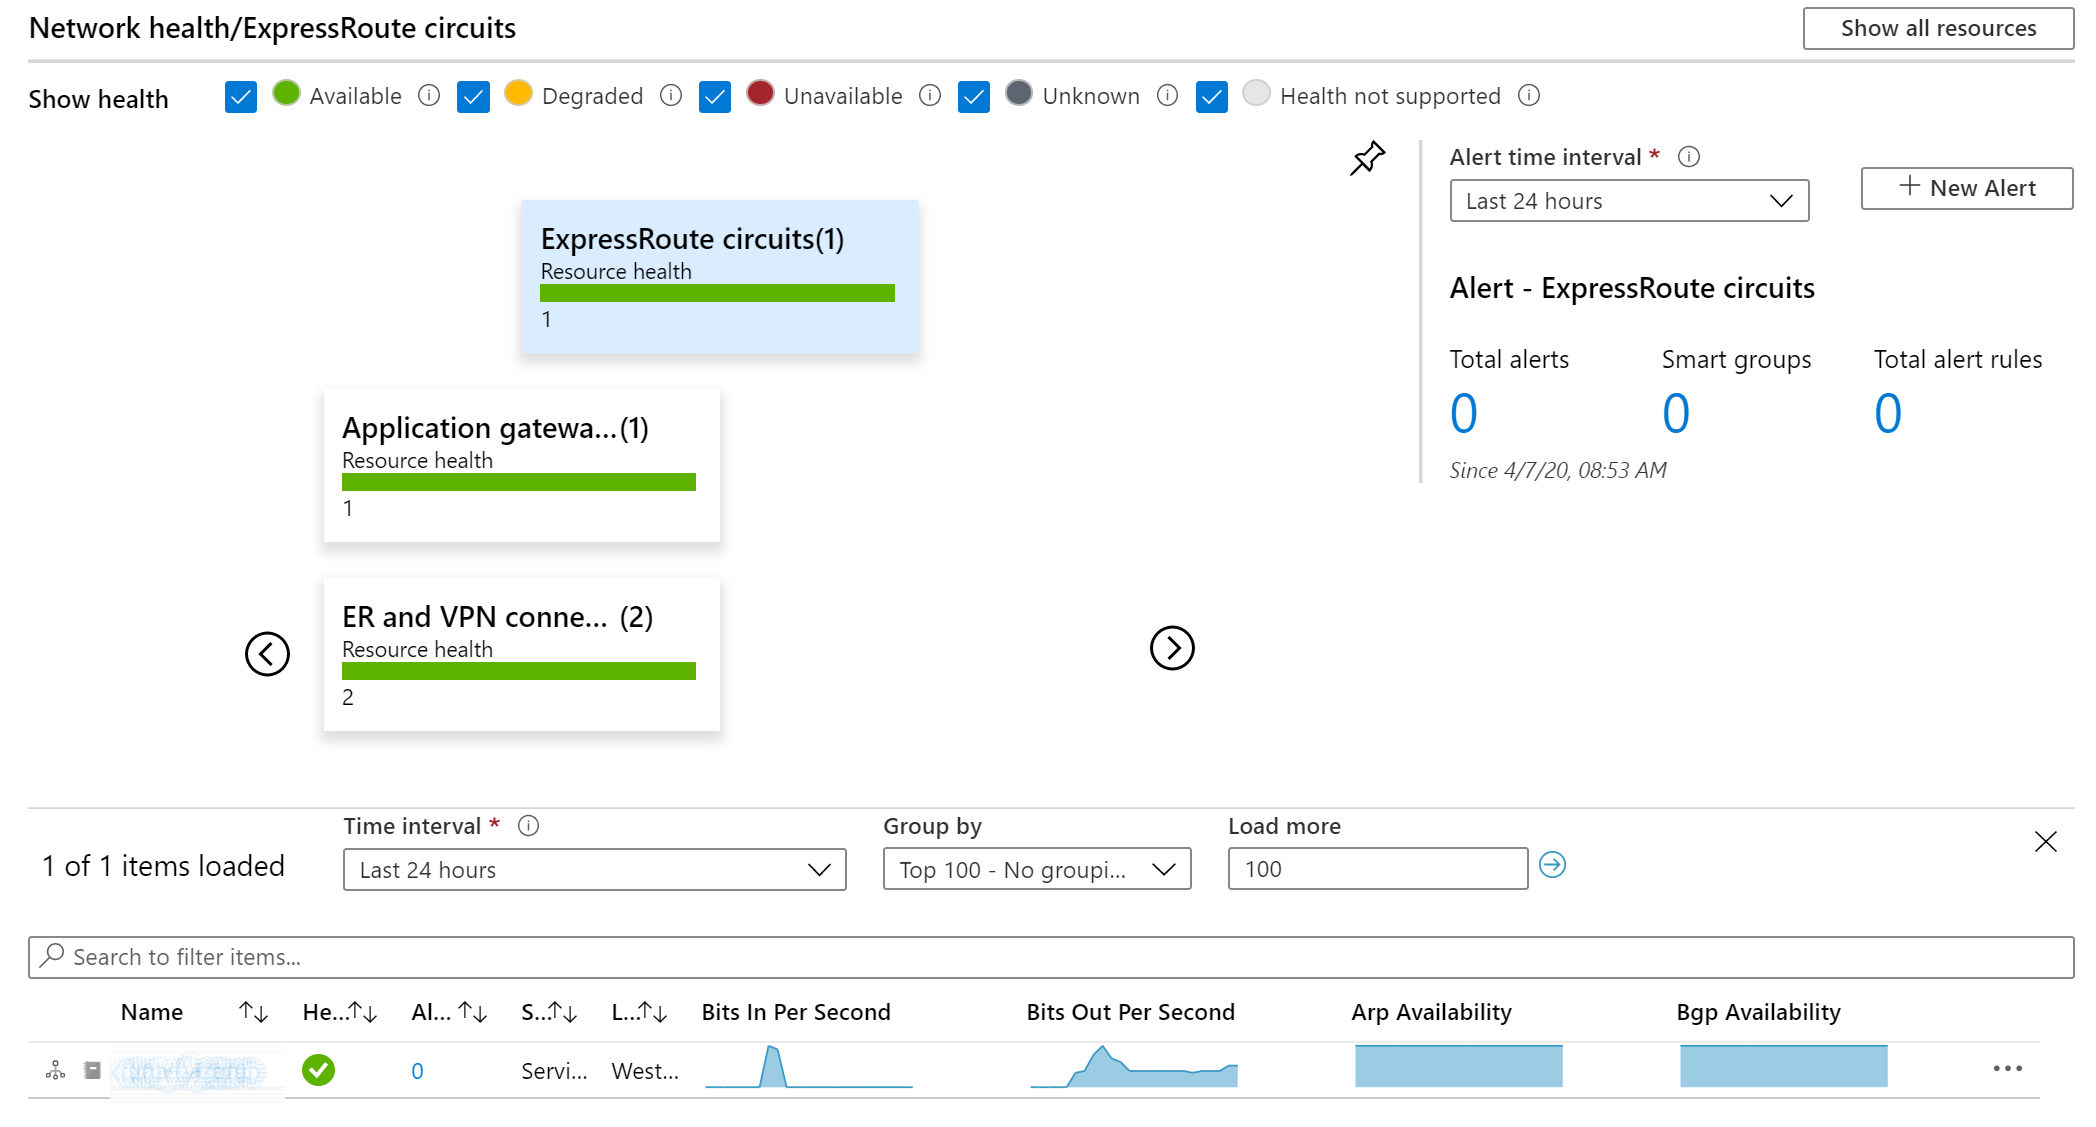 Network health/ExpressRoute circuits
Show all resources
Show health
Available
Degraded
Unavailable
Unknown
Health not supported
ExpressRoute circuits(1)
Resource health
1
Application gatewa...(1)
Resource health
1
ER and VPN conne... (2)
Resource health
2
Alert time interval *
Last 24 hours
+ New Alert
Alert - ExpressRoute circuits
Total alerts Smart groups Total alert rules
0 0 0
Since 4/7/20, 08:53 AM
1 of 1 items loaded
Time interval *
Last 24 hours
Group by
Top 100 - No groupi...
Load more
100
Search to filter items...
Name He... Al... S... L... Bits In Per Second Bits Out Per Second Arp Availability Bgp Availability
0 Servi... West...